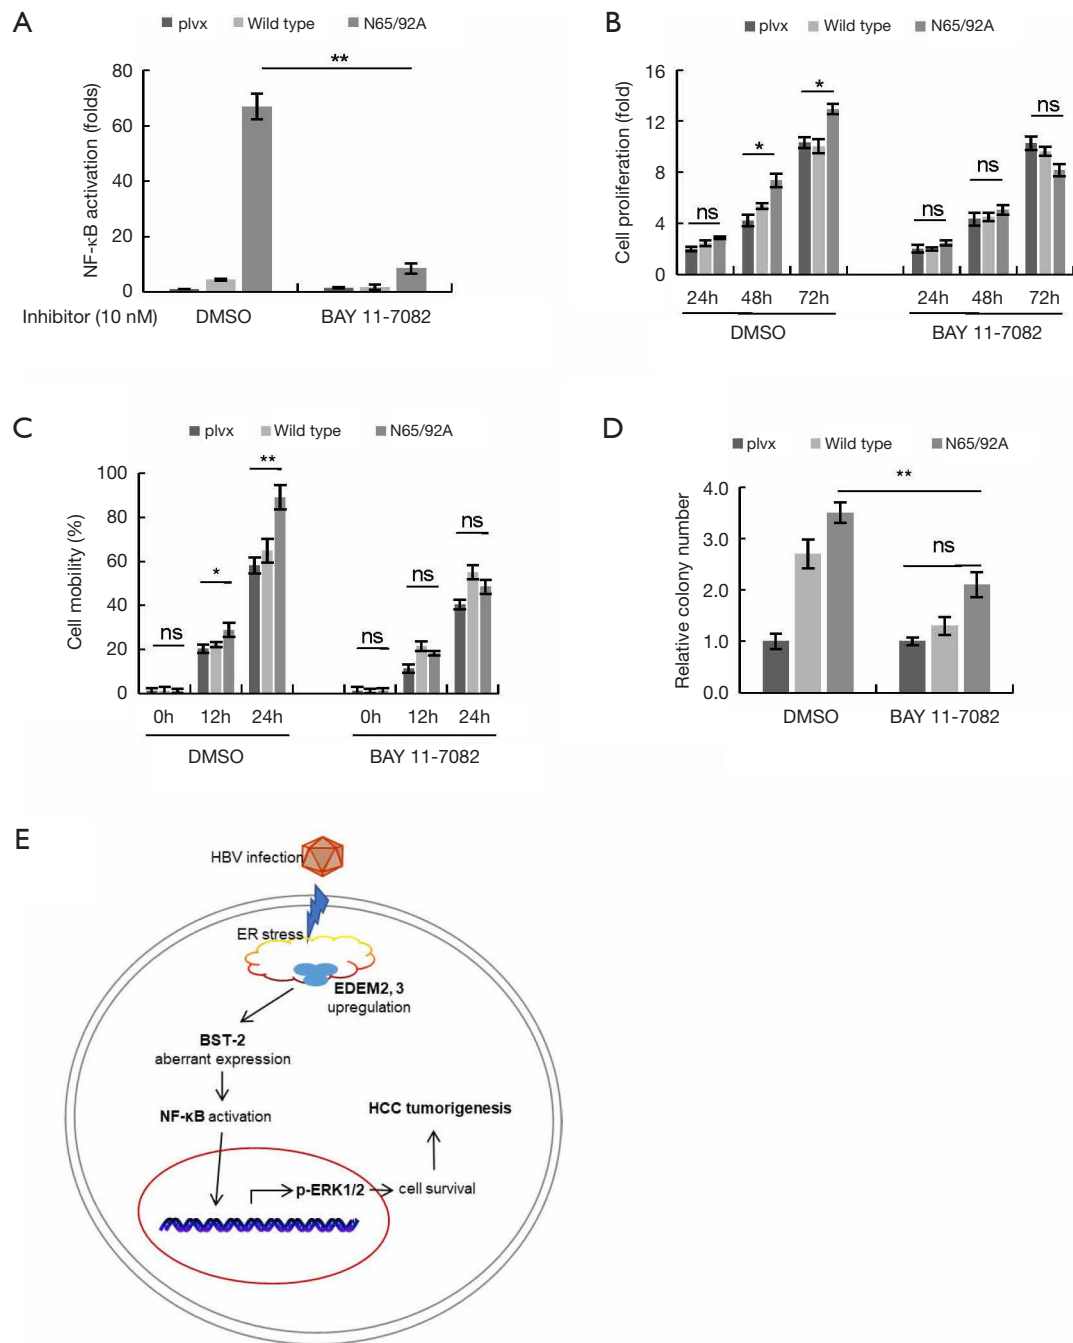 A
plvx Wild type N65/92A
NF-κB activation (folds)
80
60
40
20
0
**
Inhibitor (10 nM) DMSO BAY 11-7082
B
plvx Wild type N65/92A
Cell proliferation (fold)
16
12
8
4
0
ns * * ns ns ns
24h 48h 72h 24h 48h 72h
DMSO BAY 11-7082
C
plvx Wild type N65/92A
Cell mobility (%)
100
80
60
40
20
0
ns * ** ns ns ns
0h 12h 24h 0h 12h 24h
DMSO BAY 11-7082
D
plvx Wild type N65/92A
Relative colony number
4.0
3.0
2.0
1.0
0.0
**
ns
DMSO BAY 11-7082
E
HBV infection
ER stress
EDEM2, 3
upregulation
BST-2
aberrant expression
NF-κB activation
HCC tumorigenesis
p-ERK1/2
cell survival